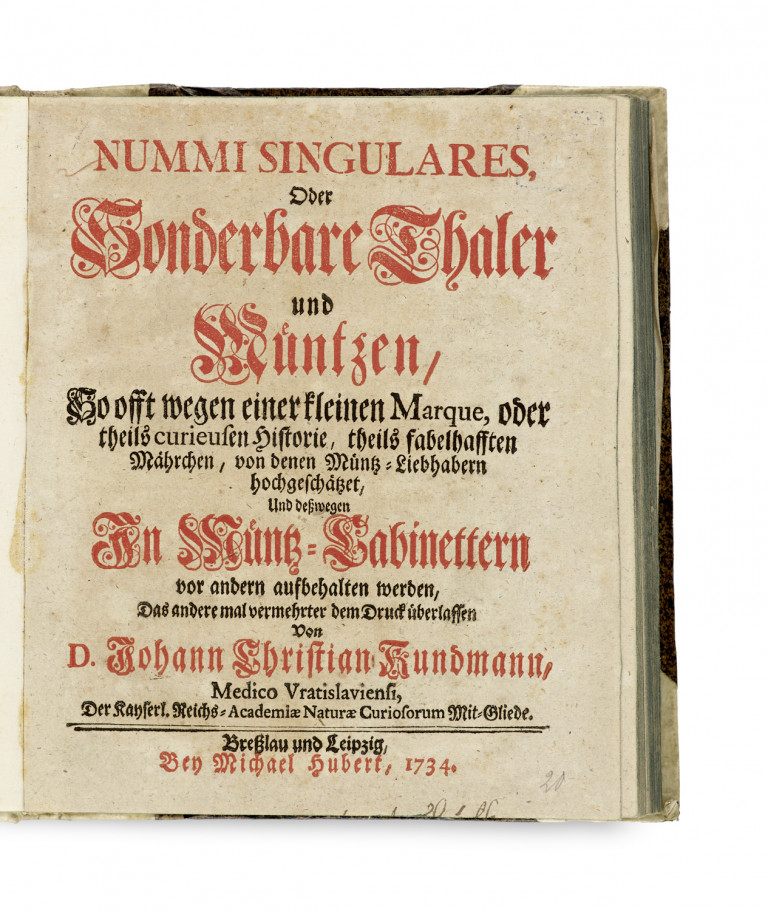 NUMMI SINGULARES,
Oder
Sonderbare Thaler
und
Müntzen,
So offt wegen einer kleinen Marque, oder
theils curieusen Historie, theils fabelhafften
Mährchen, von denen Müntz-Liebhabern
hochgeschätzet,
Und deßwegen
In Müntz-Cabinettern
vor andern aufbehalten werden,
Das andere mal vermehrter dem Druck überlassen
Von
D. Johann Christian Kundmann,
Medico Vratislaviensi,
Der Kayserl. Reichs-Academiæ Naturæ Curiosorum Mit-Gliede.
Breßlau und Leipzig,
Bey Michael Hubert, 1734.
20